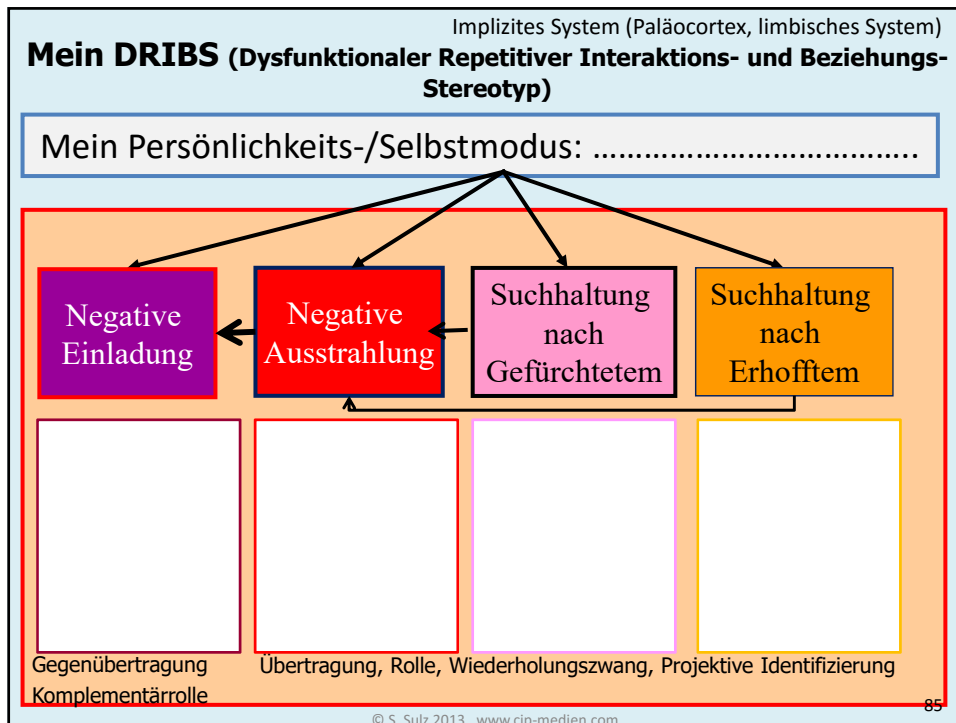 Implizites System (Paläocortex, limbisches System)
Mein DRIBS (Dysfunktionaler Repetitiver Interaktions- und Beziehungs-
Stereotyp)
Mein Persönlichkeits-/Selbstmodus: ………………………………..
Negative
Einladung
Negative
Ausstrahlung
Suchhaltung
nach
Gefürchtetem
Suchhaltung
nach
Erhofftem
Gegenübertragung
Komplementärrolle
Übertragung, Rolle, Wiederholungszwang, Projektive Identifizierung
85
© S. Sulz 2013 www.cip-medien.com